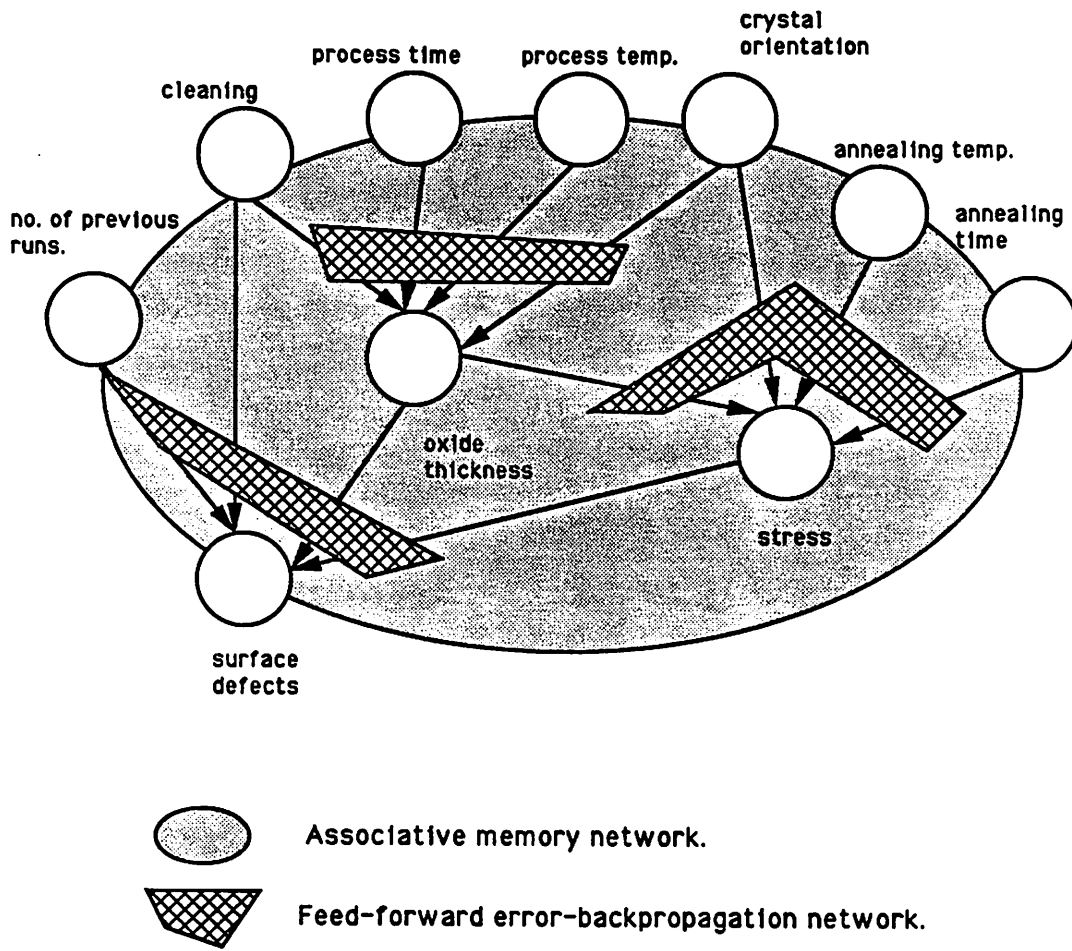 crystal
orientation
process time
process temp.
cleaning
annealing temp.
no. of previous
runs.
annealing
time
oxide
thickness
stress
surface
defects
Associative memory network.
Feed-forward error-backpropagation network.